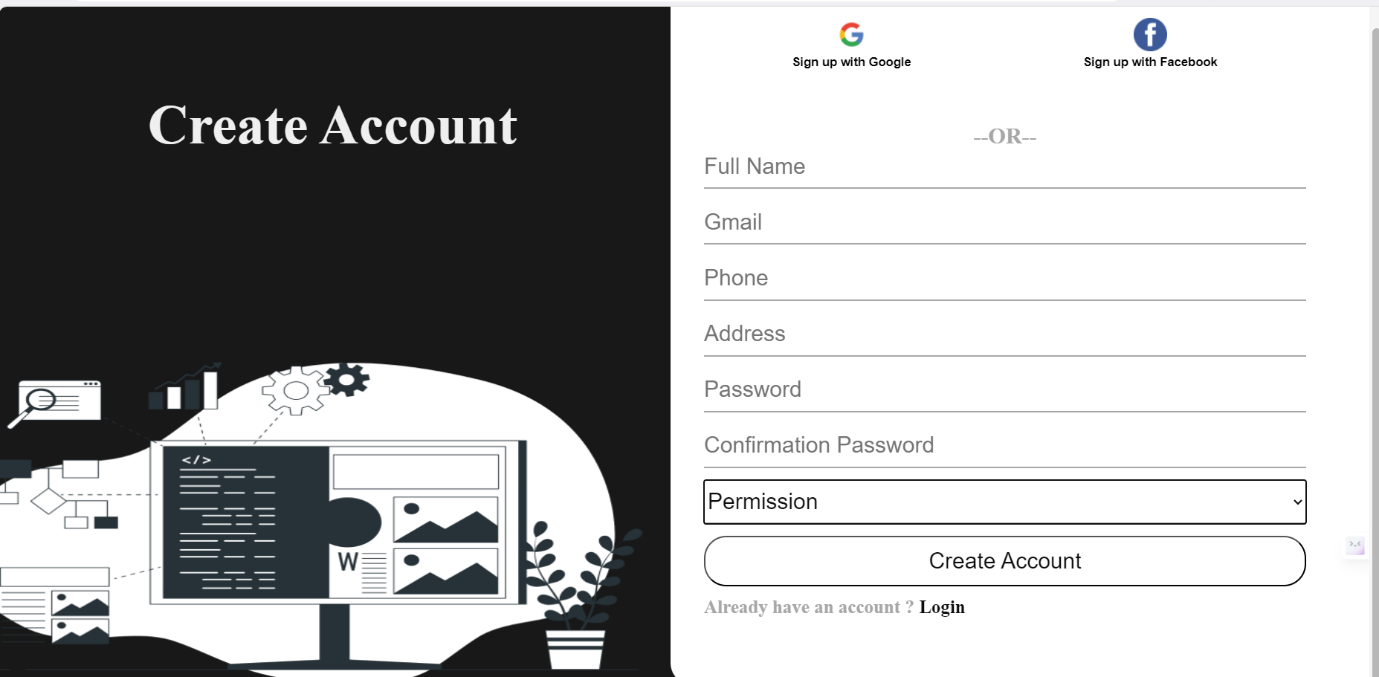 Sign up with Google
Sign up with Facebook
Create Account
--OR--
Full Name
Gmail
Phone
Address
Password
Confirmation Password
Permission
Create Account
Already have an account ? Login
</>
W